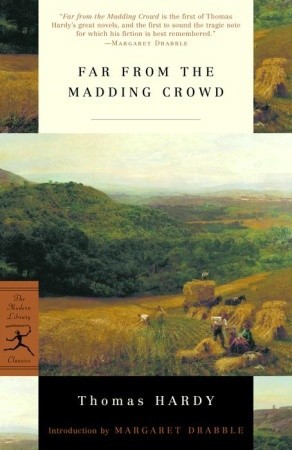 "Far from the Madding Crowd is the first of Thomas
Hardy's great novels, and the first to sound the tragic note
for which his fiction is best remembered."
—MARGARET DRABBLE
FAR FROM THE
MADDING CROWD
The Modern Library
Classics
Thomas HARDY
Introduction by MARGARET DRABBLE